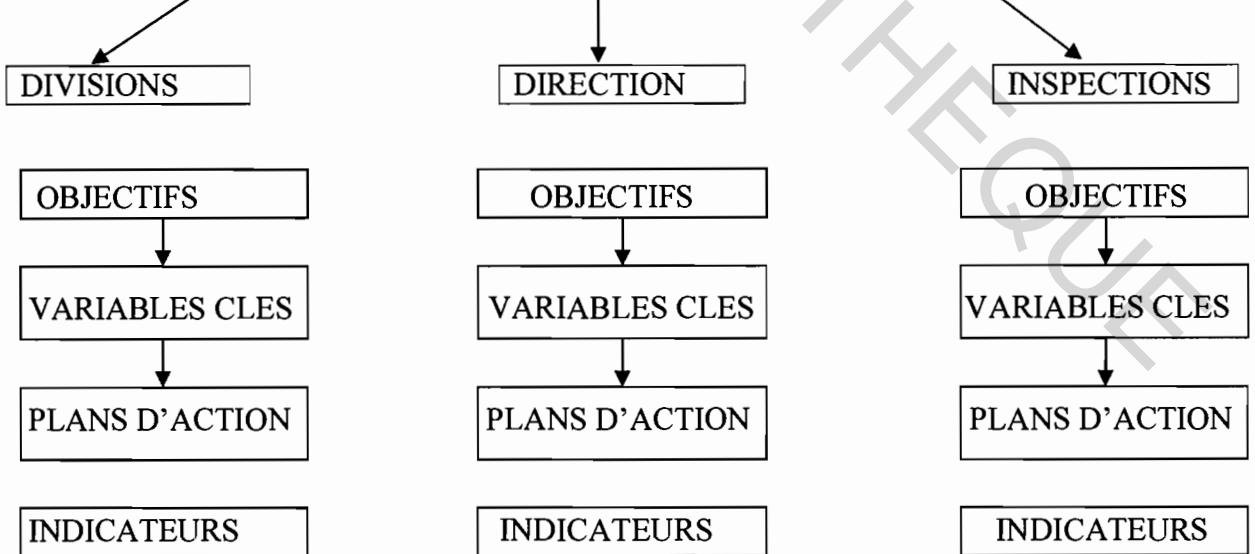 DIVISIONS DIRECTION INSPECTIONS
OBJECTIFS OBJECTIFS OBJECTIFS
VARIABLES CLES VARIABLES CLES VARIABLES CLES
PLANS D’ACTION PLANS D’ACTION PLANS D’ACTION
INDICATEURS INDICATEURS INDICATEURS
THEQUE